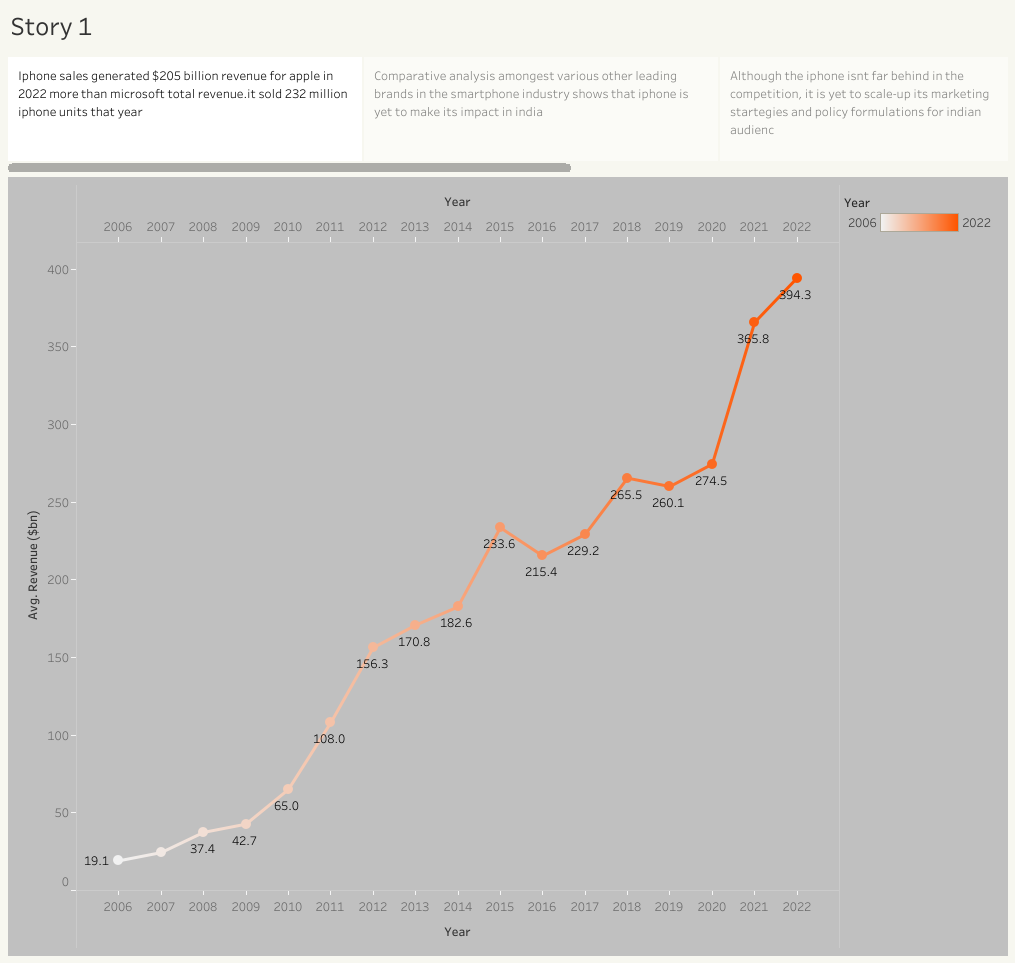 Story 1
Iphone sales generated $205 billion revenue for apple in
2022 more than microsoft total revenue.it sold 232 million
iphone units that year
Comparative analysis amongst various other leading
brands in the smartphone industry shows that iphone is
yet to make its impact in india
Although the iphone isnt far behind in the
competition, it is yet to scale-up its marketing
startegies and policy formulations for indian
audienc
Year
2006 2007 2008 2009 2010 2011 2012 2013 2014 2015 2016 2017 2018 2019 2020 2021 2022
Year
2006 2022
400
350
300
250
200
150
100
50
0
Avg. Revenue ($bn)
19.1
37.4
42.7
65.0
108.0
156.3
170.8
182.6
233.6
215.4
229.2
265.5
260.1
274.5
365.8
394.3
2006 2007 2008 2009 2010 2011 2012 2013 2014 2015 2016 2017 2018 2019 2020 2021 2022
Year